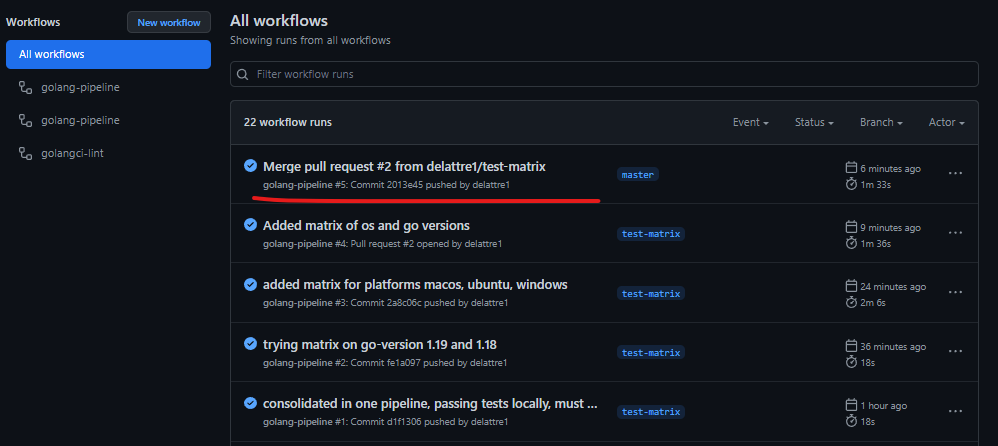 Workflows
New workflow
All workflows
golang-pipeline
golang-pipeline
golangci-lint
All workflows
Showing runs from all workflows
Filter workflow runs
22 workflow runs
Event
Status
Branch
Actor
Merge pull request #2 from delattre1/test-matrix
golang-pipeline #5: Commit 2013e45 pushed by delattre1
master
6 minutes ago
1m 33s
Added matrix of os and go versions
golang-pipeline #4: Pull request #2 opened by delattre1
test-matrix
9 minutes ago
1m 36s
added matrix for platforms macos, ubuntu, windows
golang-pipeline #3: Commit 2a8c06c pushed by delattre1
test-matrix
24 minutes ago
2m 6s
trying matrix on go-version 1.19 and 1.18
golang-pipeline #2: Commit fe1a097 pushed by delattre1
test-matrix
36 minutes ago
18s
consolidated in one pipeline, passing tests locally, must ...
golang-pipeline #1: Commit d1f1306 pushed by delattre1
test-matrix
1 hour ago
18s